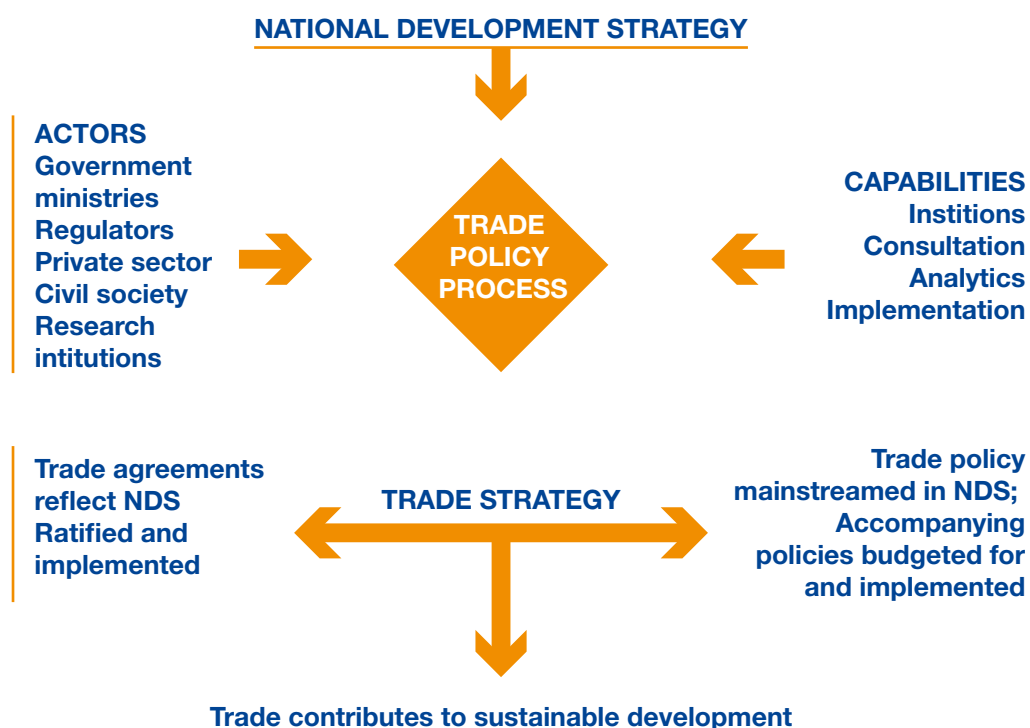 NATIONAL DEVELOPMENT STRATEGY
ACTORS
Government
ministries
Regulators
Private sector
Civil society
Research
intitutions
TRADE
POLICY
PROCESS
CAPABILITIES
Institions
Consultation
Analytics
Implementation
Trade agreements
reflect NDS
Ratified and
implemented
TRADE STRATEGY
Trade policy
mainstreamed in NDS;
Accompanying
policies budgeted for
and implemented
Trade contributes to sustainable development